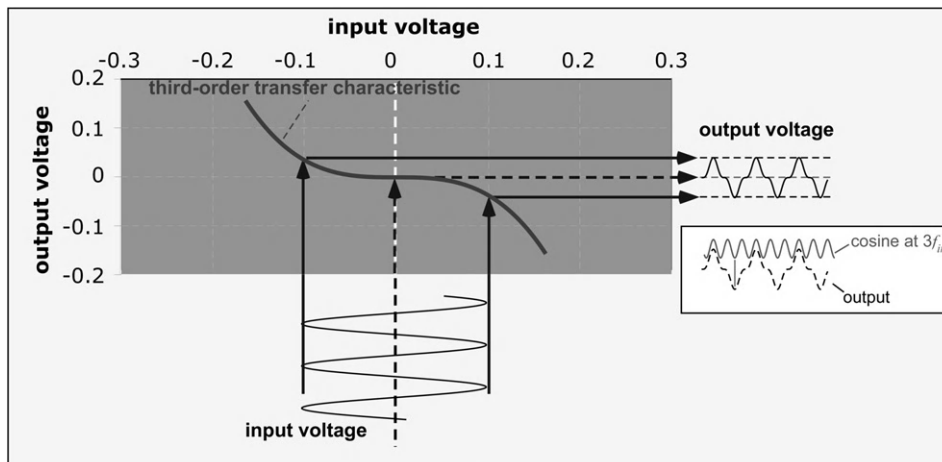 input voltage
-0.3 -0.2 -0.1 0 0.1 0.2 0.3
0.2
third-order transfer characteristic
0.1
output voltage
0
output voltage
-0.1
-0.2
cosine at 3f
output
input voltage